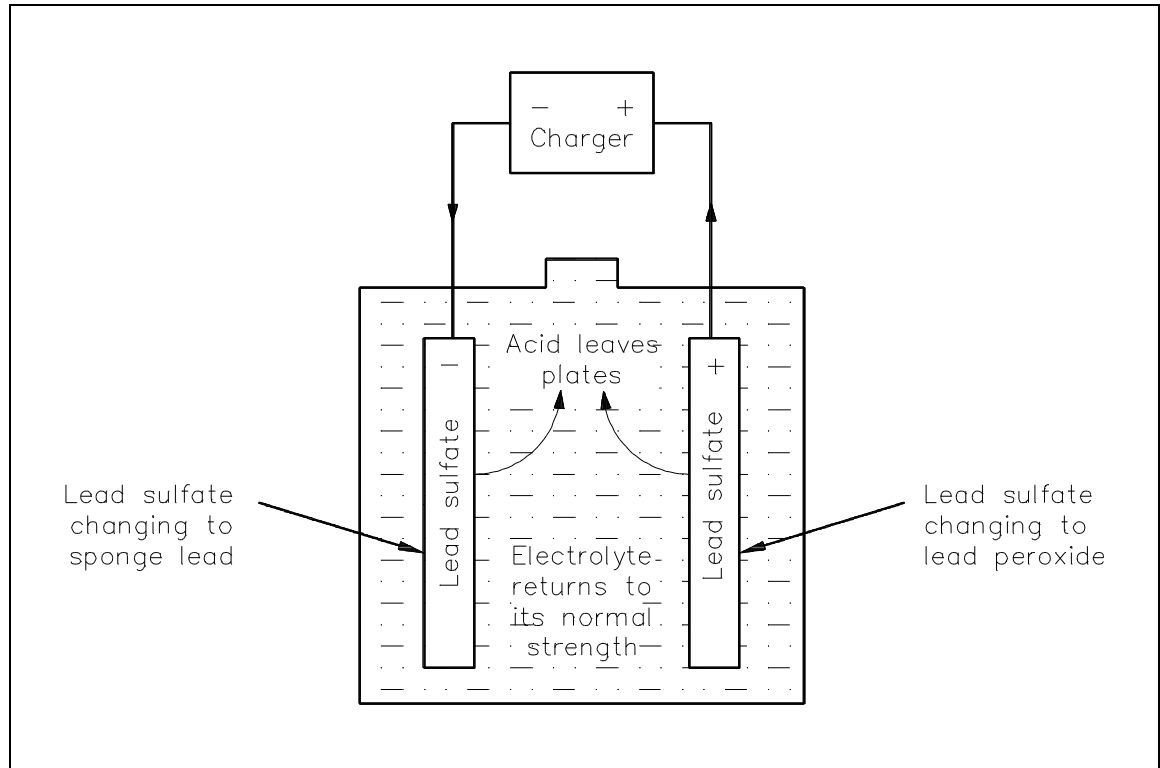 − +
Charger
Acid leaves
plates
−
+
Lead sulfate
Lead sulfate
Lead sulfate
changing to
sponge lead
Lead sulfate
changing to
lead peroxide
Electrolyte
returns to
its normal
strength